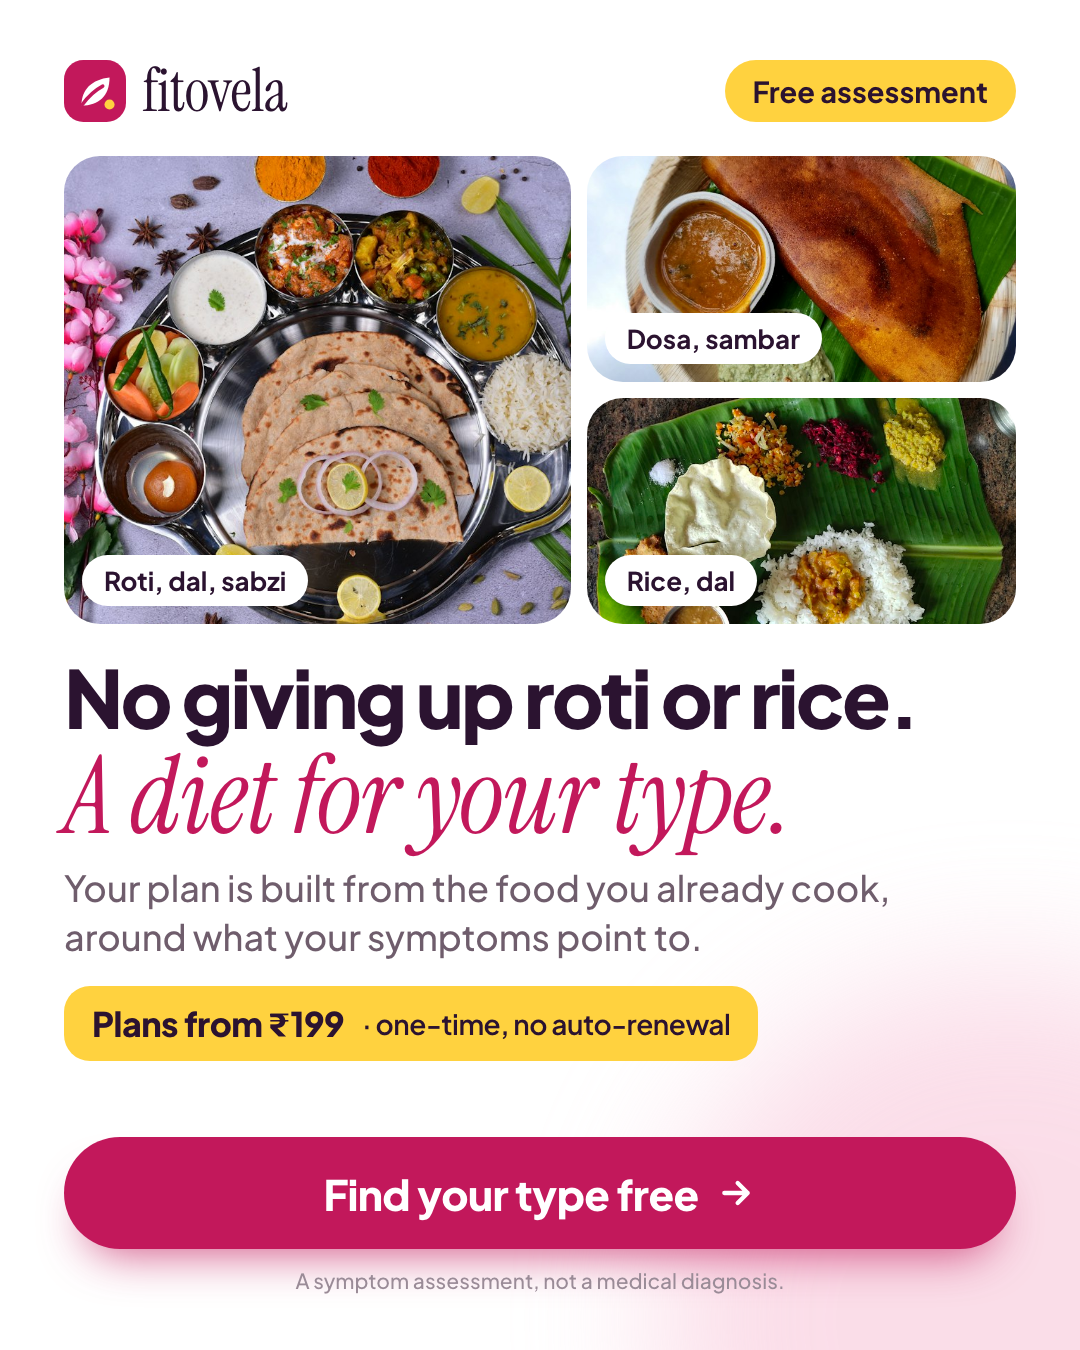 fitovela
Free assessment
Dosa, sambar
Roti, dal, sabzi
Rice, dal
No giving up roti or rice.
A diet for your type.
Your plan is built from the food you already cook,
around what your symptoms point to.
Plans from ₹199 · one-time, no auto-renewal
Find your type free →
A symptom assessment, not a medical diagnosis.